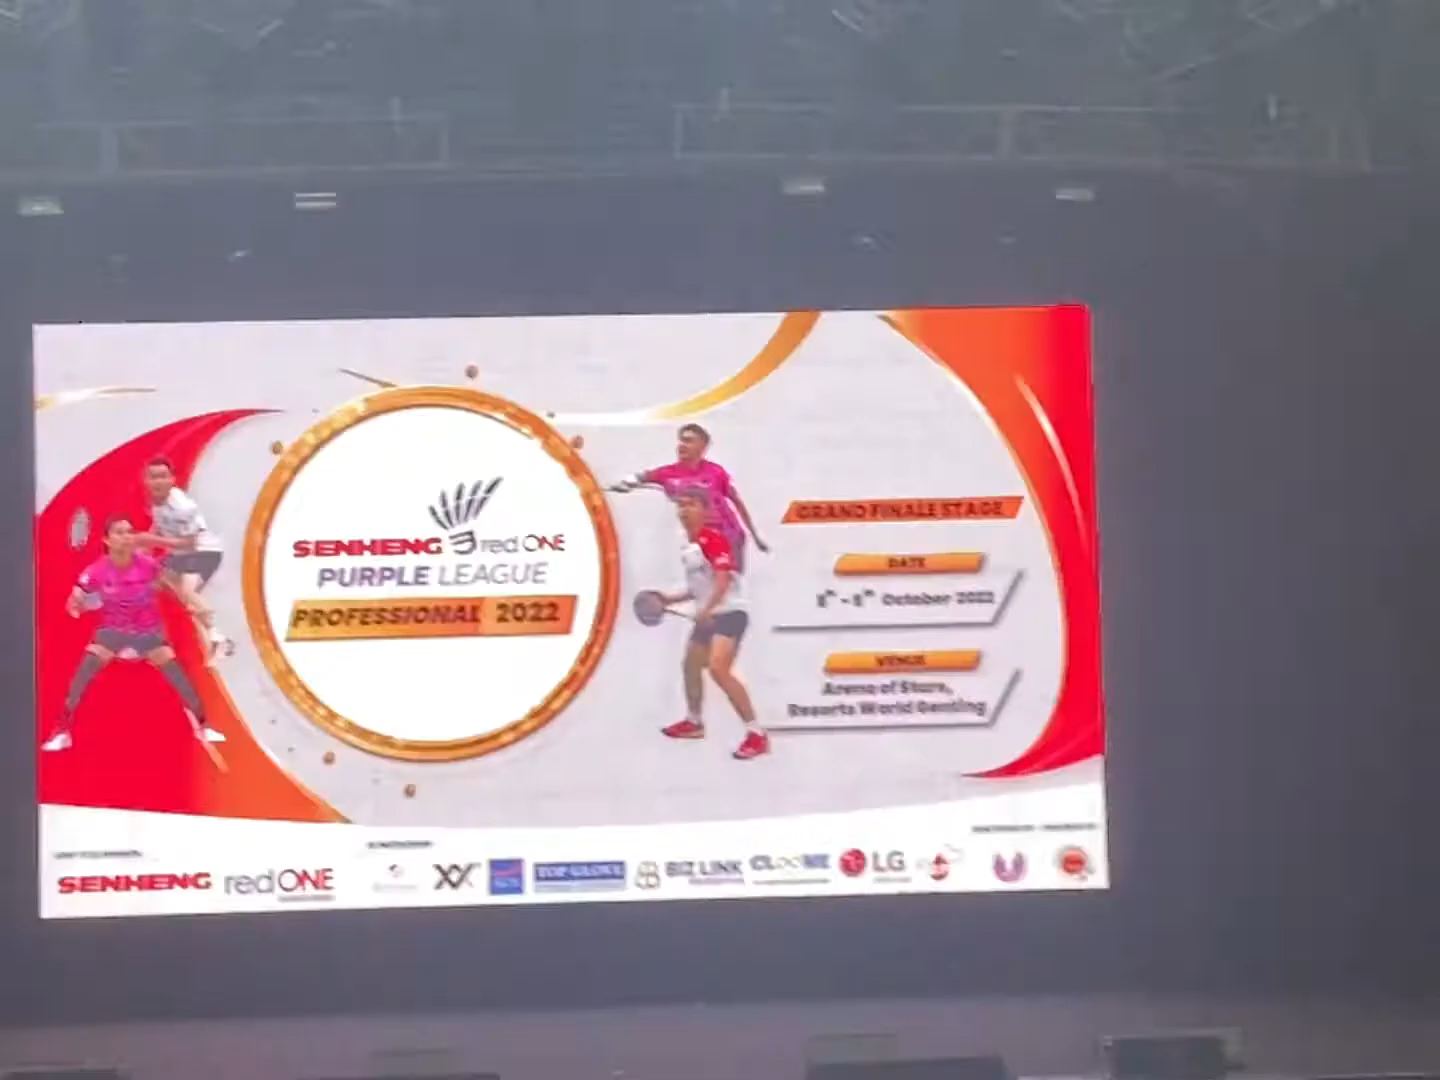 SENHENG redONE
PURPLE LEAGUE
PROFESSIONAL 2022
GRAND FINALE STAGE
DATE
October 2022
VENUE
Arena of Stars,
Resorts World Genting
SENHENG redONE TOP GLOVE BIZ LINK LG